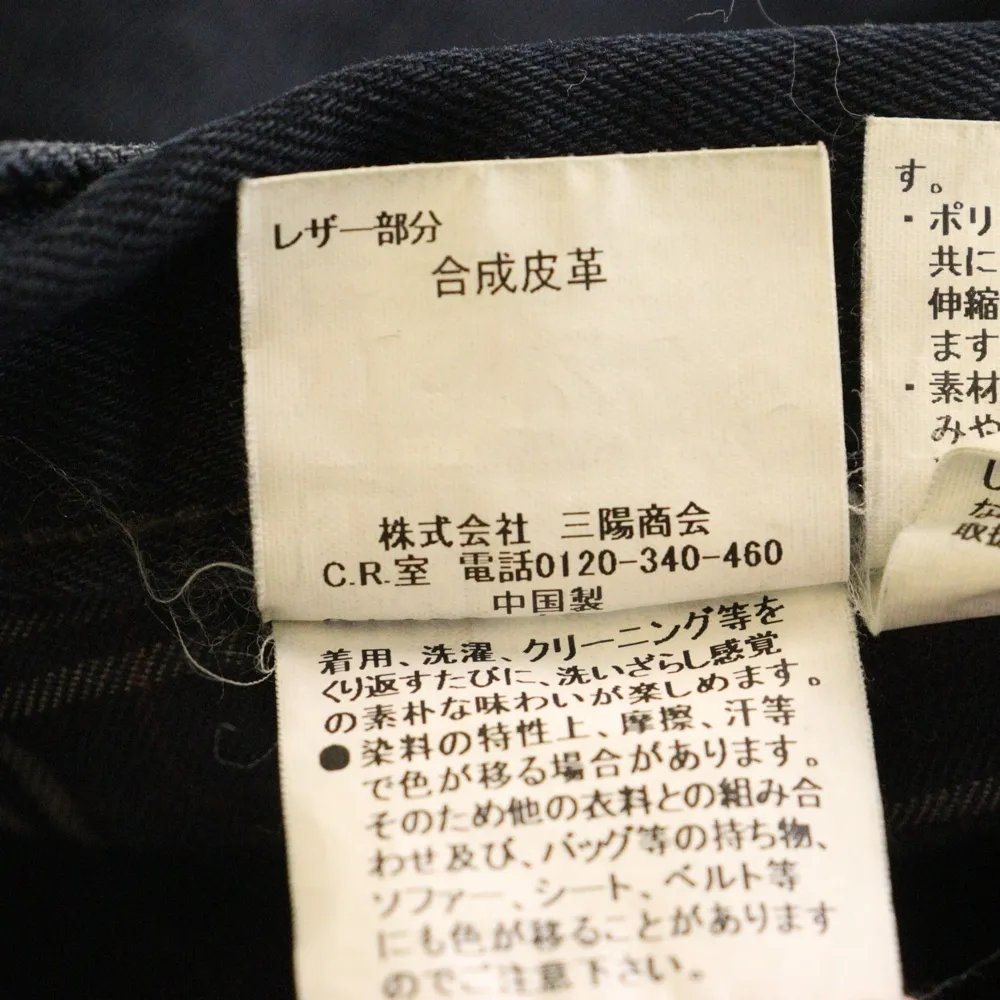 レザー部分
合成皮革
株式会社 三陽商会
C.R.室 電話0120-340-460
中国製
着用、洗濯、クリーニング等を
くり返すたびに、洗いざらし感覚
の素朴な味わいが楽しめます。
●染料の特性上、摩擦、汗等
で色が移る場合があります。
そのため他の衣料との組み合
わせ及び、バッグ等の持ち物、
ソファー、シート、ベルト等
にも色が移ることがあります
のでご注意下さい。
す。
・ポリ
共に
伸縮
ます
・素材
みや
な
取扱